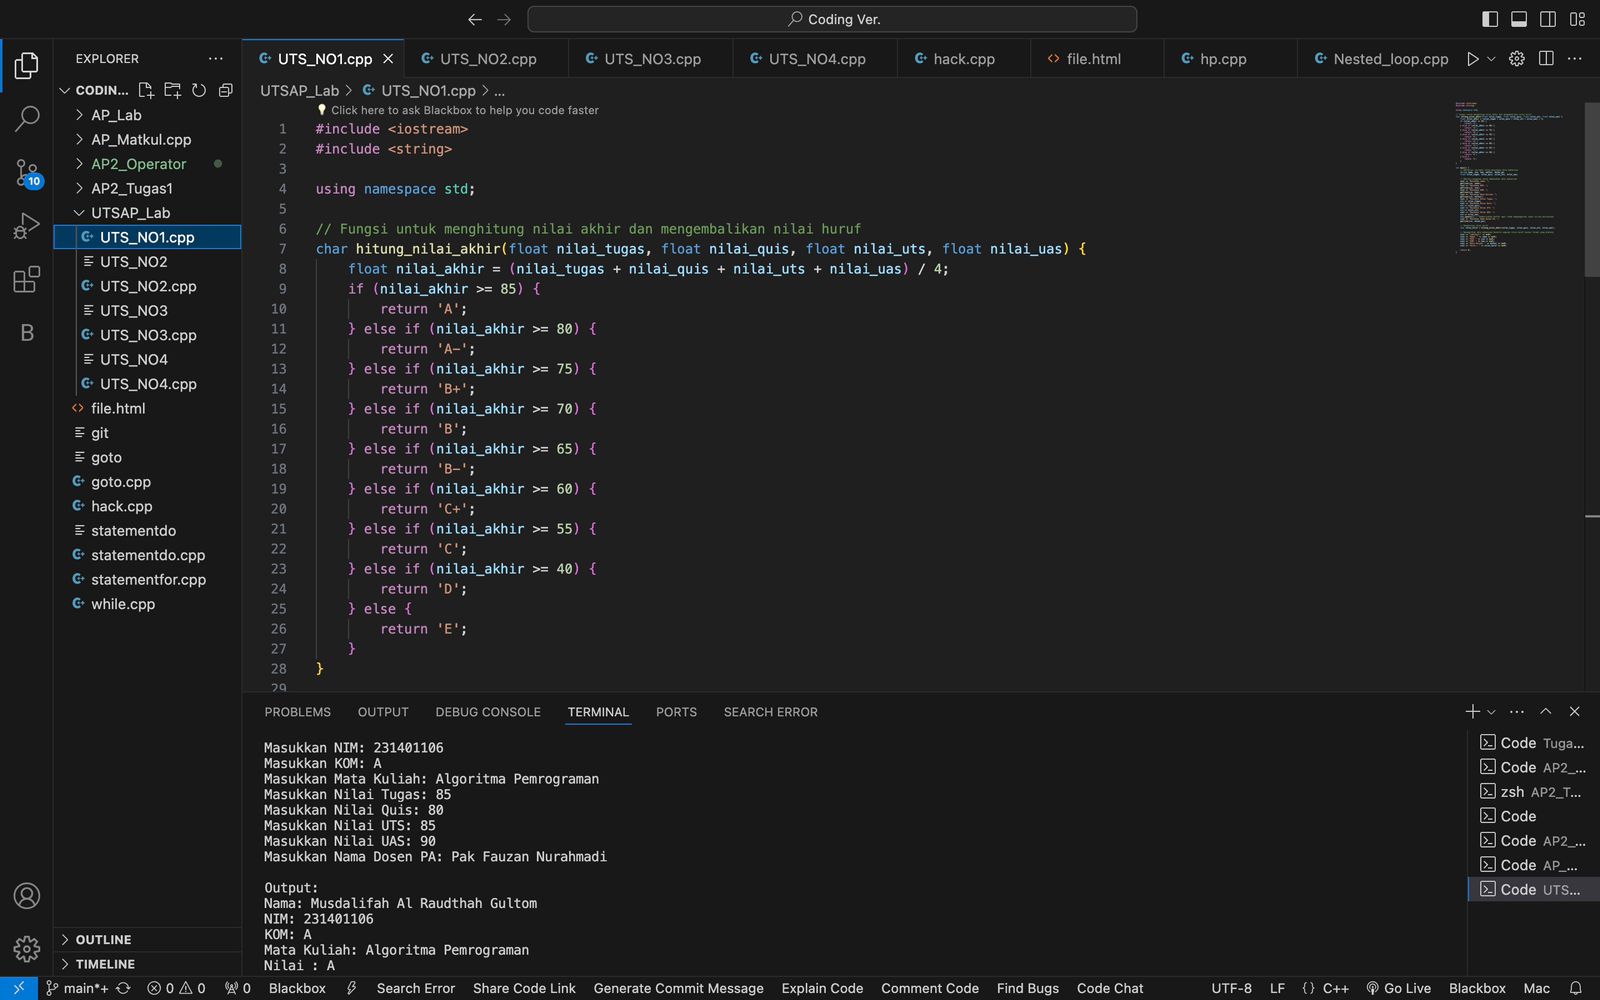 Coding Ver.
EXPLORER
CODIN...
AP_Lab
AP_Matkul.cpp
AP2_Operator
AP2_Tugas1
UTSAP_Lab
UTS_NO1.cpp
UTS_NO2
UTS_NO2.cpp
UTS_NO3
UTS_NO3.cpp
UTS_NO4
UTS_NO4.cpp
file.html
git
goto
goto.cpp
hack.cpp
statementdo
statementdo.cpp
statementfor.cpp
while.cpp
OUTLINE
TIMELINE
10
B
UTS_NO1.cpp UTS_NO2.cpp UTS_NO3.cpp UTS_NO4.cpp hack.cpp file.html hp.cpp Nested_loop.cpp
UTSAP_Lab > UTS_NO1.cpp > ...
Click here to ask Blackbox to help you code faster
1 #include <iostream>
2 #include <string>
3
4 using namespace std;
5
6 // Fungsi untuk menghitung nilai akhir dan mengembalikan nilai huruf
7 char hitung_nilai_akhir(float nilai_tugas, float nilai_quis, float nilai_uts, float nilai_uas) {
8 float nilai_akhir = (nilai_tugas + nilai_quis + nilai_uts + nilai_uas) / 4;
9 if (nilai_akhir >= 85) {
10 return 'A';
11 } else if (nilai_akhir >= 80) {
12 return 'A-';
13 } else if (nilai_akhir >= 75) {
14 return 'B+';
15 } else if (nilai_akhir >= 70) {
16 return 'B';
17 } else if (nilai_akhir >= 65) {
18 return 'B-';
19 } else if (nilai_akhir >= 60) {
20 return 'C+';
21 } else if (nilai_akhir >= 55) {
22 return 'C';
23 } else if (nilai_akhir >= 40) {
24 return 'D';
25 } else {
26 return 'E';
27 }
28 }
29
PROBLEMS OUTPUT DEBUG CONSOLE TERMINAL PORTS SEARCH ERROR
Masukkan NIM: 231401106
Masukkan KOM: A
Masukkan Mata Kuliah: Algoritma Pemrograman
Masukkan Nilai Tugas: 85
Masukkan Nilai Quis: 80
Masukkan Nilai UTS: 85
Masukkan Nilai UAS: 90
Masukkan Nama Dosen PA: Pak Fauzan Nurahmadi
Output:
Nama: Musdalifah Al Raudthah Gultom
NIM: 231401106
KOM: A
Mata Kuliah: Algoritma Pemrograman
Nilai : A
Code Tuga...
Code AP2_...
zsh AP2_T...
Code
Code AP2_...
Code AP_...
Code UTS...
main*+ 0 0 0 Blackbox Search Error Share Code Link Generate Commit Message Explain Code Comment Code Find Bugs Code Chat UTF-8 LF {} C++ Go Live Blackbox Mac